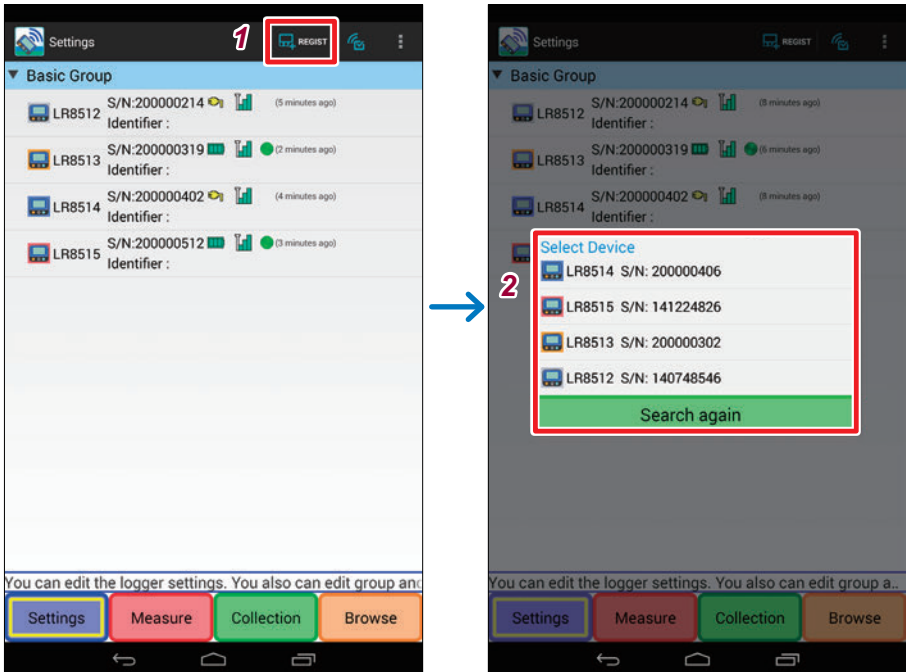 Settings
1
REGIST
Basic Group
LR8512
S/N:200000214
(5 minutes ago)
Identifier :
LR8513
S/N:200000319
(2 minutes ago)
Identifier :
LR8514
S/N:200000402
(4 minutes ago)
Identifier :
LR8515
S/N:200000512
(3 minutes ago)
Identifier :
You can edit the logger settings. You also can edit group and
Settings
Measure
Collection
Browse
Settings
REGIST
Basic Group
LR8512
S/N:200000214
(8 minutes ago)
Identifier :
LR8513
S/N:200000319
(6 minutes ago)
Identifier :
LR8514
S/N:200000402
(8 minutes ago)
Identifier :
2
Select Device
LR8514 S/N: 200000406
LR8515 S/N: 141224826
LR8513 S/N: 200000302
LR8512 S/N: 140748546
Search again
You can edit the logger settings. You also can edit group a..
Settings
Measure
Collection
Browse